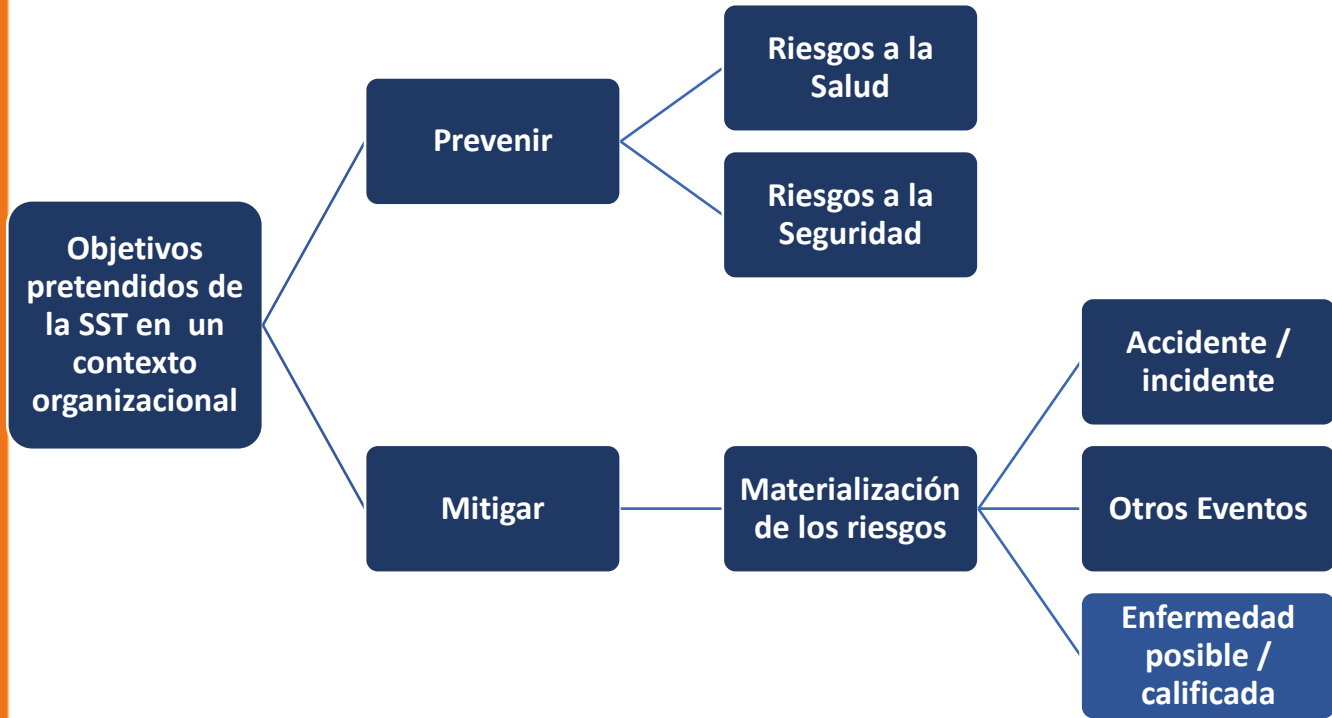 Objetivos
pretendidos de
la SST en  un
contexto
organizacional
Prevenir
Riesgos a la
Salud
Riesgos a la
Seguridad
Mitigar
Materialización
de los riesgos
Accidente /
incidente
Otros Eventos
Enfermedad
posible /
calificada